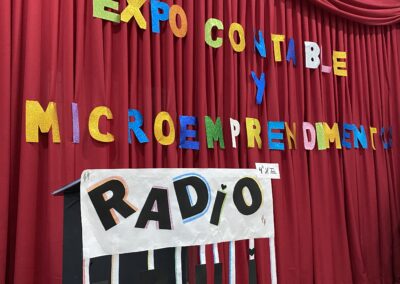 EXPO CONTABLE
Y
MICROEMPRENDIMIENTOS
RADIO